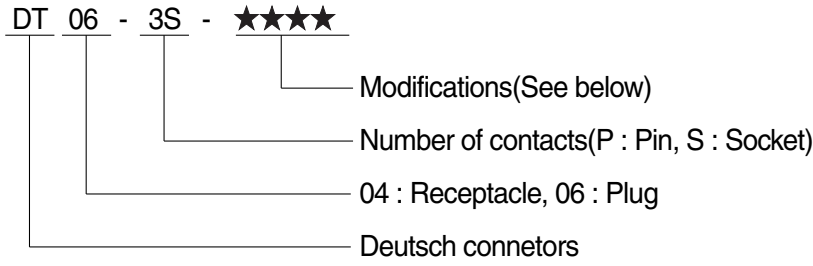 DT 06 - 3S - ★★★★
Modifications(See below)
Number of contacts(P : Pin, S : Socket)
04 : Receptacle, 06 : Plug
Deutsch connetors